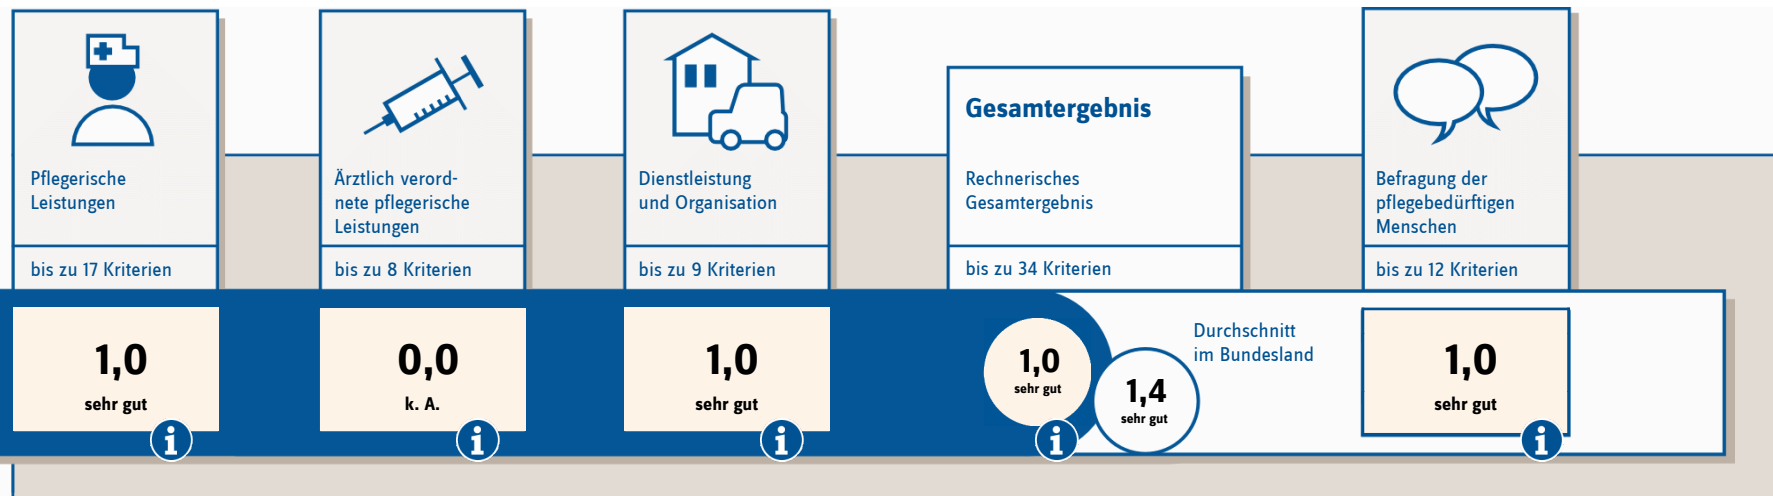 Pflegerische
Leistungen
bis zu 17 Kriterien
1,0
sehr gut
i
Ärztlich verord-
nete pflegerische
Leistungen
bis zu 8 Kriterien
0,0
k. A.
i
Dienstleistung
und Organisation
bis zu 9 Kriterien
1,0
sehr gut
i
Gesamtergebnis
Rechnerisches
Gesamtergebnis
bis zu 34 Kriterien
1,0
sehr gut
i
1,4
sehr gut
Durchschnitt
im Bundesland
Befragung der
pflegebedürftigen
Menschen
bis zu 12 Kriterien
1,0
sehr gut
i